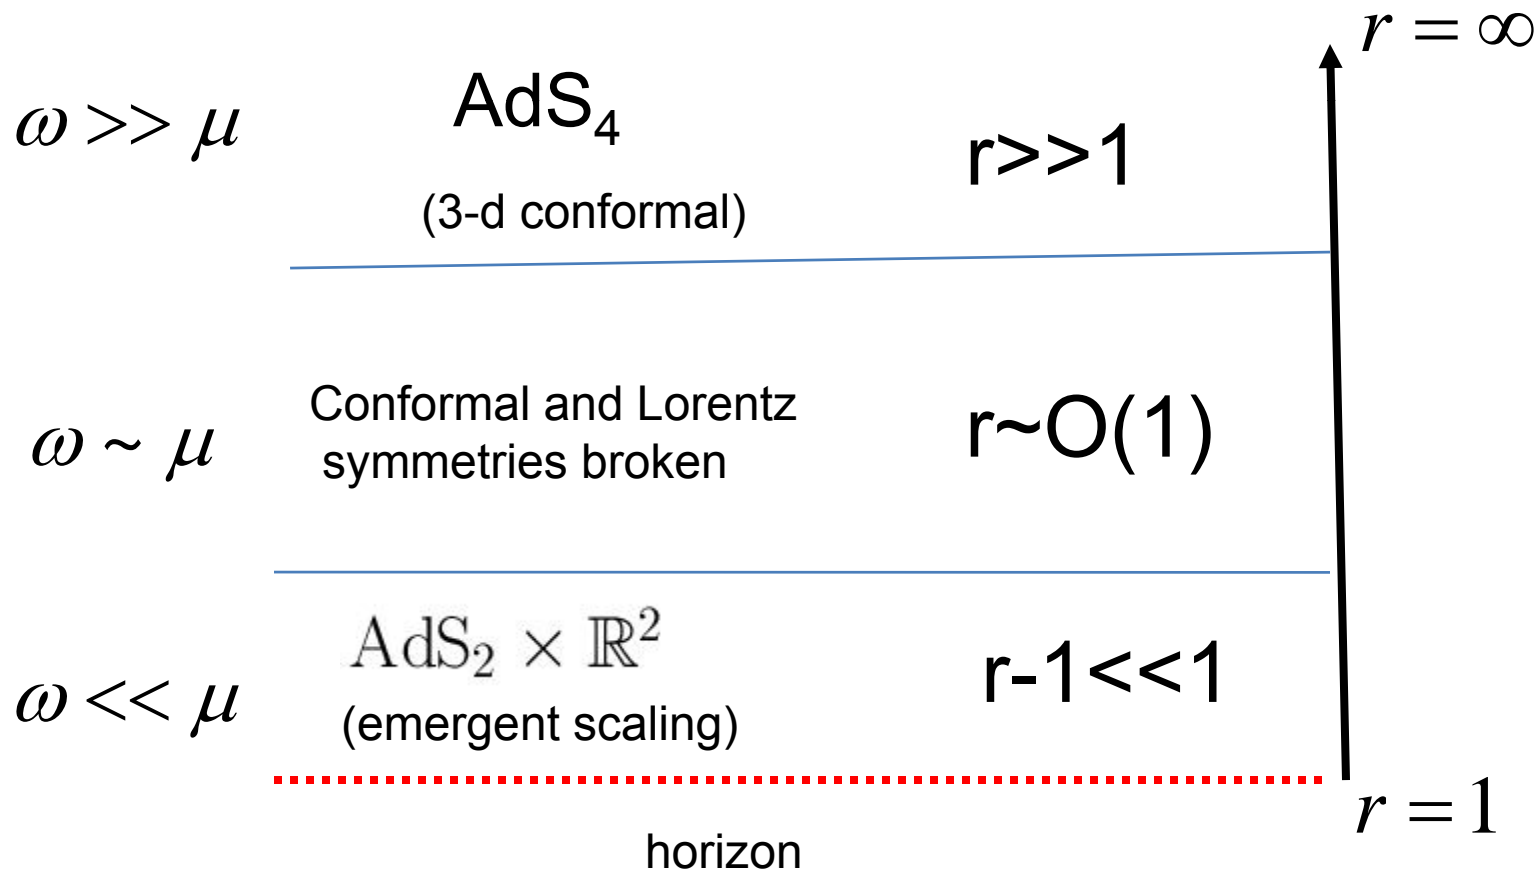 r = ∞
ω >> μ
AdS₄
r>>1
(3-d conformal)
Conformal and Lorentz
symmetries broken
ω ~ μ
r~O(1)
AdS₂ × ℝ²
r-1<<1
ω << μ
(emergent scaling)
r = 1
horizon